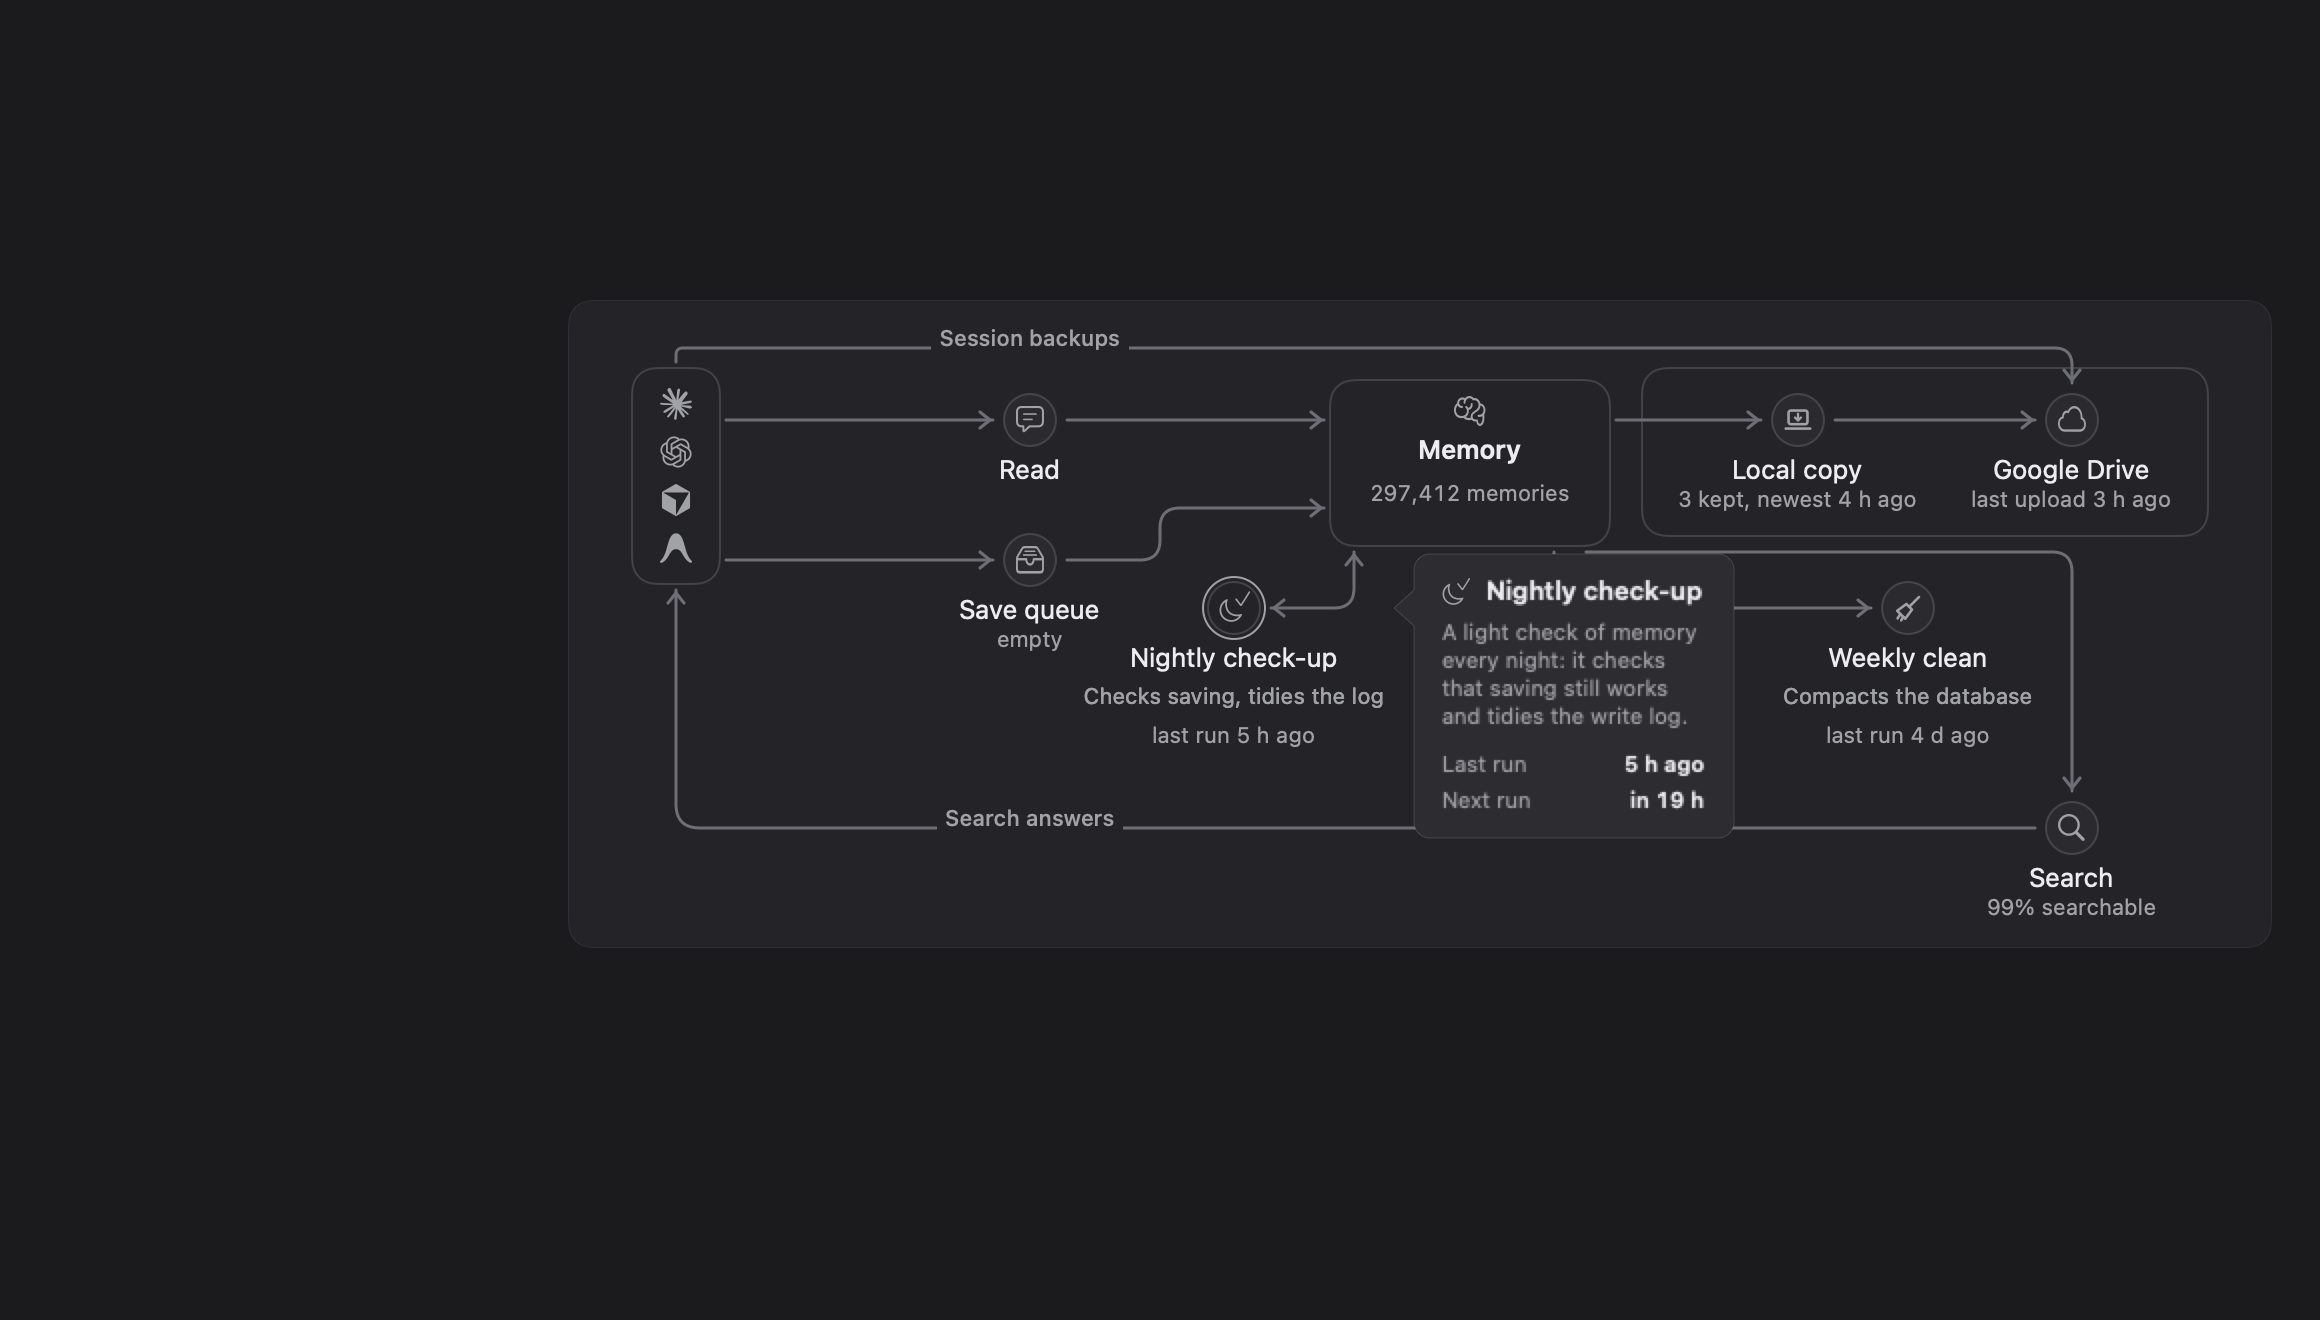 Session backups
Read
Memory
297,412 memories
Local copy
3 kept, newest 4 h ago
Google Drive
last upload 3 h ago
Save queue
empty
Nightly check-up
Checks saving, tidies the log
last run 5 h ago
Nightly check-up
A light check of memory
every night: it checks
that saving still works
and tidies the write log.
Last run 5 h ago
Next run in 19 h
Weekly clean
Compacts the database
last run 4 d ago
Search answers
Search
99% searchable